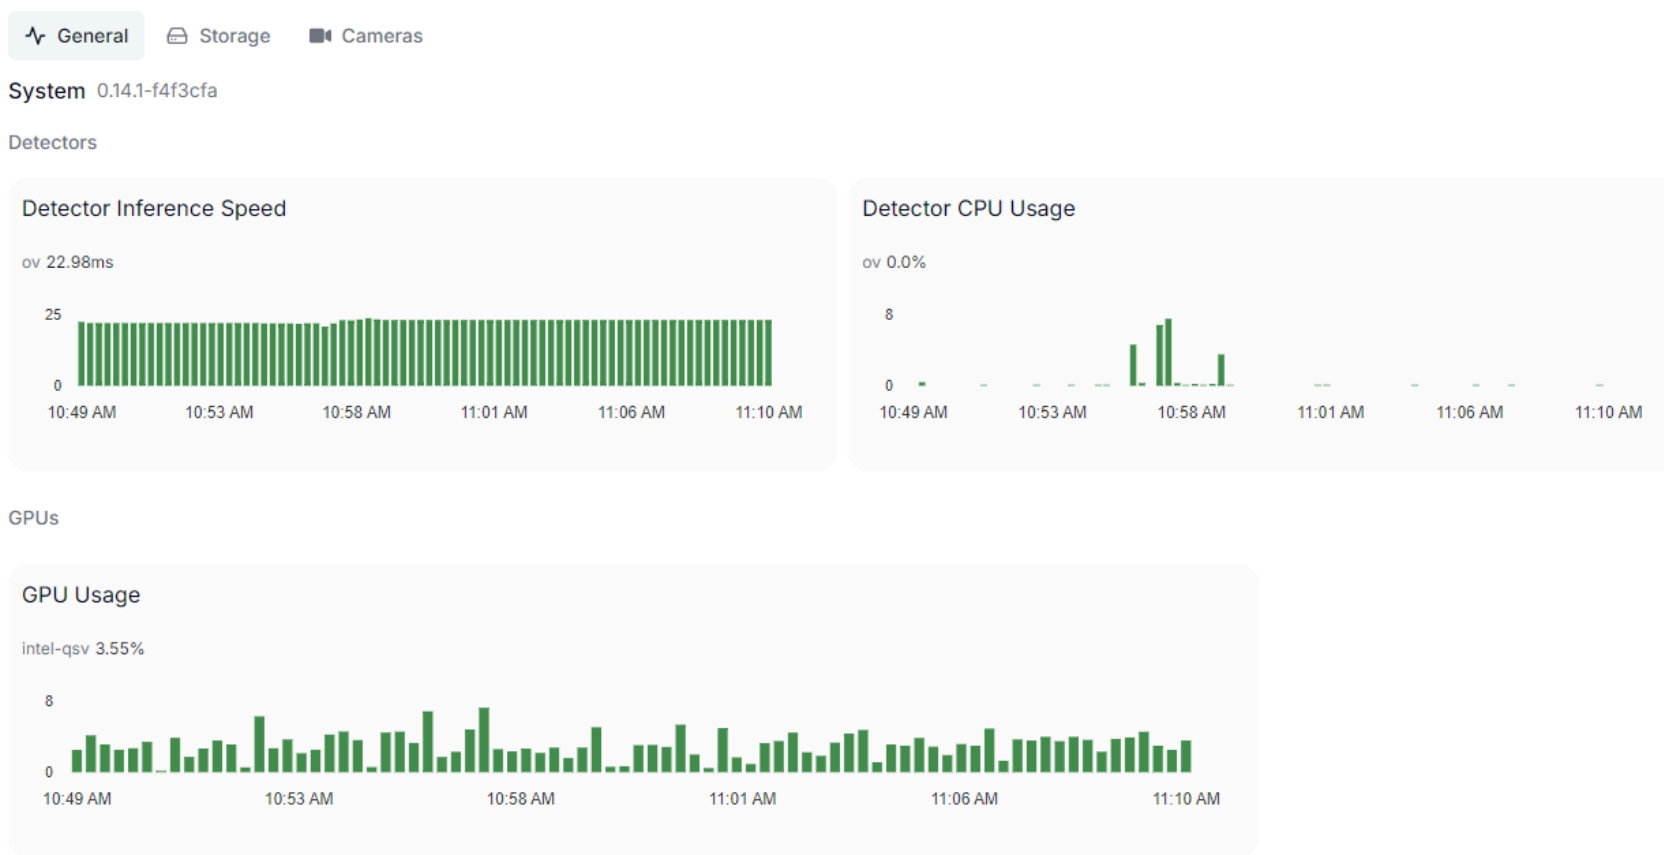 General Storage Cameras
System 0.14.1-f4f3cfa
Detectors
Detector Inference Speed
ov 22.98ms
25
0
10:49 AM 10:53 AM 10:58 AM 11:01 AM 11:06 AM 11:10 AM
Detector CPU Usage
ov 0.0%
8
0
10:49 AM 10:53 AM 10:58 AM 11:01 AM 11:06 AM 11:10 AM
GPUs
GPU Usage
intel-qsv 3.55%
8
0
10:49 AM 10:53 AM 10:58 AM 11:01 AM 11:06 AM 11:10 AM